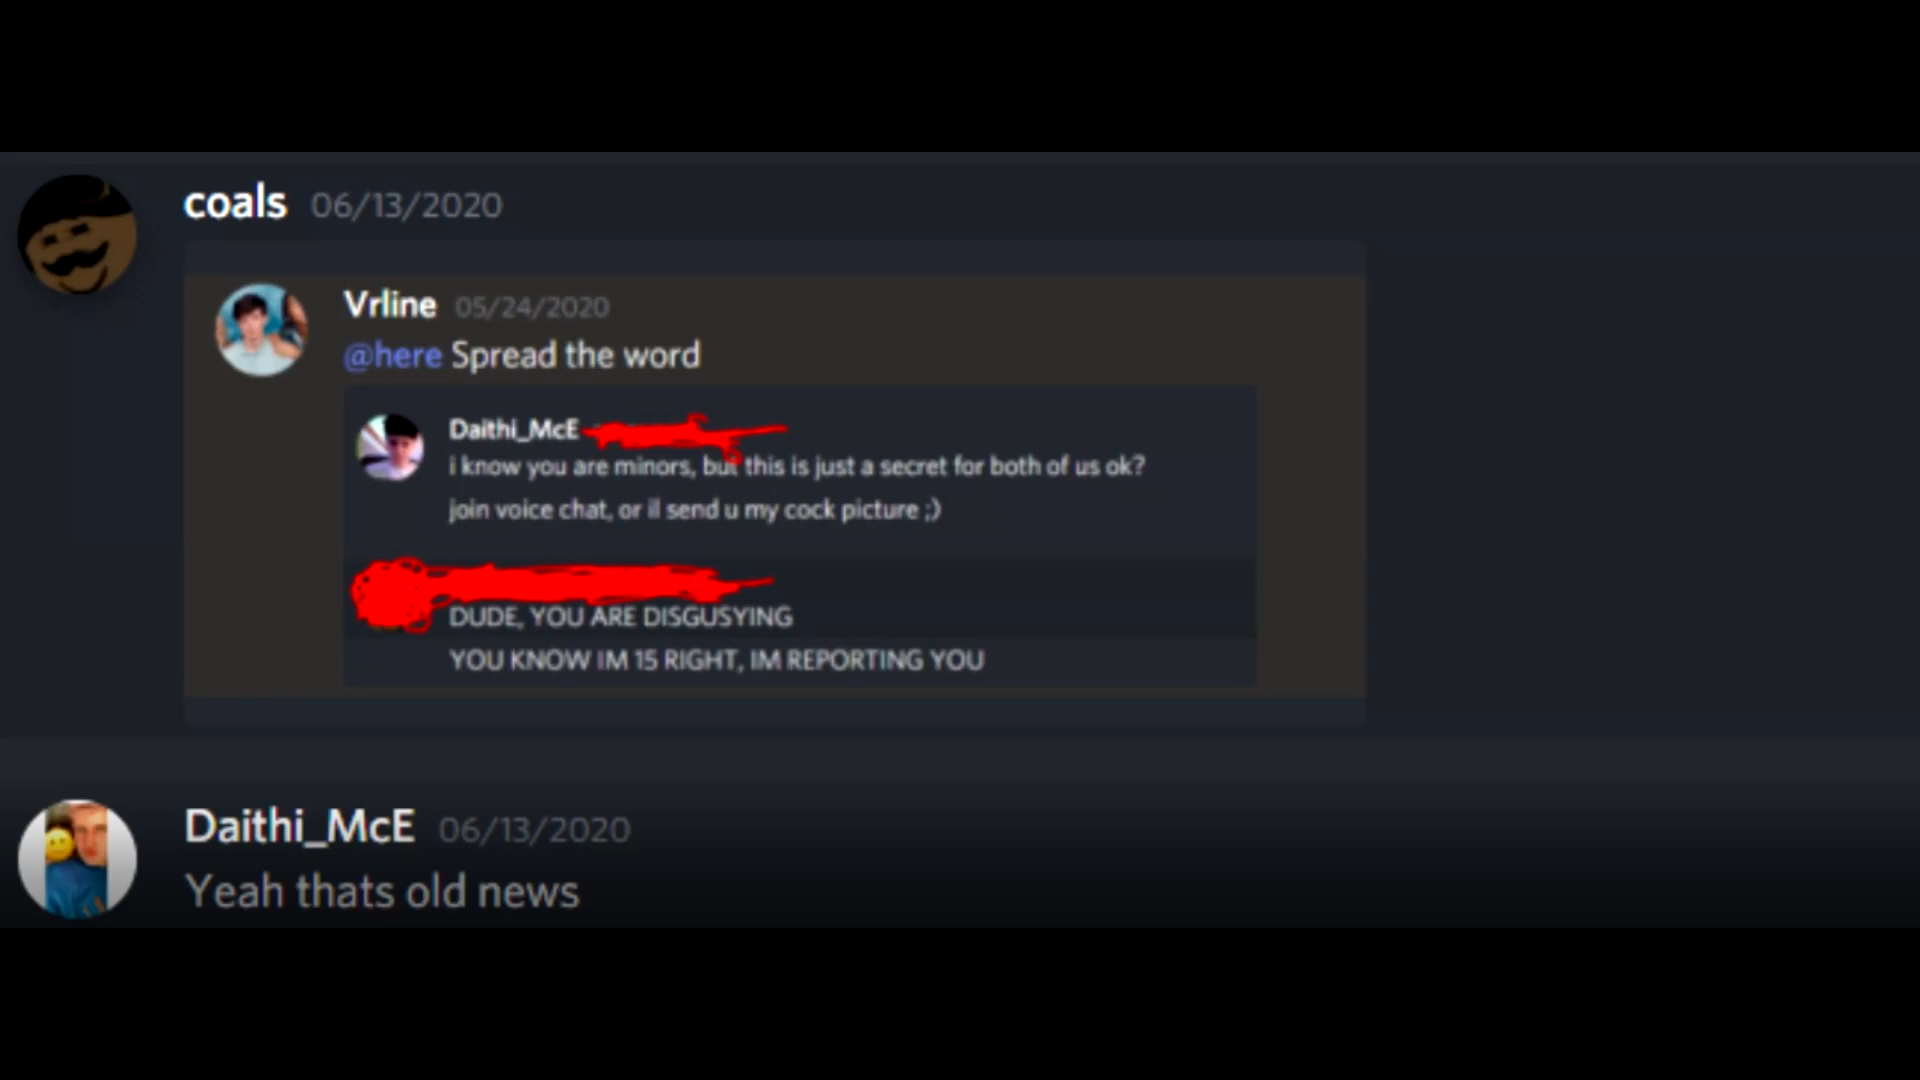 coals 06/13/2020
Vrline 05/24/2020
@here Spread the word
Daithi_McE
i know you are minors, but this is just a secret for both of us ok?
join voice chat, or il send u my cock picture ;)
DUDE, YOU ARE DISGUSYING
YOU KNOW IM 15 RIGHT, IM REPORTING YOU
Daithi_McE 06/13/2020
Yeah thats old news